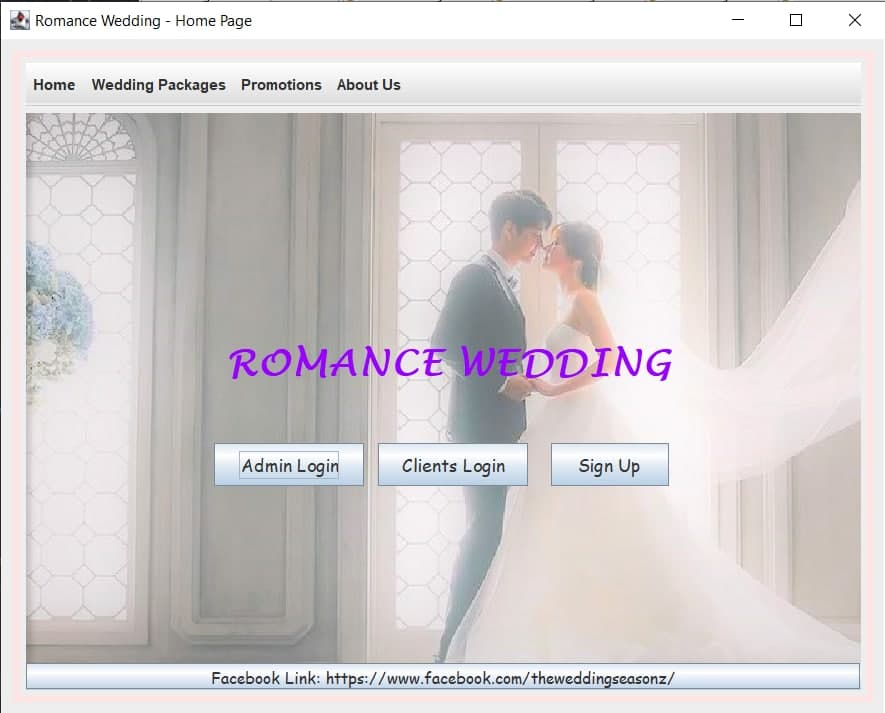 Romance Wedding - Home Page
Home Wedding Packages Promotions About Us
ROMANCE WEDDING
Admin Login Clients Login Sign Up
Facebook Link: https://www.facebook.com/theweddingseasonz/